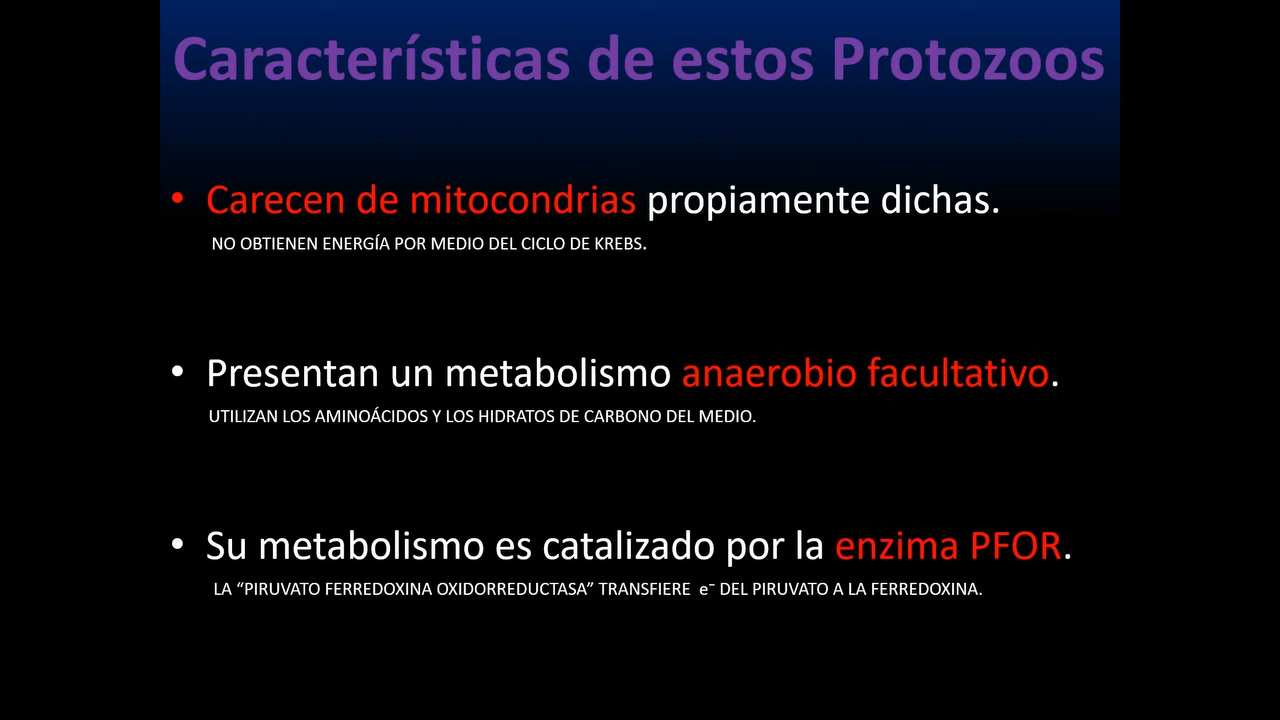 Características de estos Protozoos
• Carecen de mitocondrias propiamente dichas.
NO OBTIENEN ENERGÍA POR MEDIO DEL CICLO DE KREBS.
• Presentan un metabolismo anaerobio facultativo.
UTILIZAN LOS AMINOÁCIDOS Y LOS HIDRATOS DE CARBONO DEL MEDIO.
• Su metabolismo es catalizado por la enzima PFOR.
LA “PIRUVATO FERREDOXINA OXIDORREDUCTASA” TRANSFIERE e⁻ DEL PIRUVATO A LA FERREDOXINA.